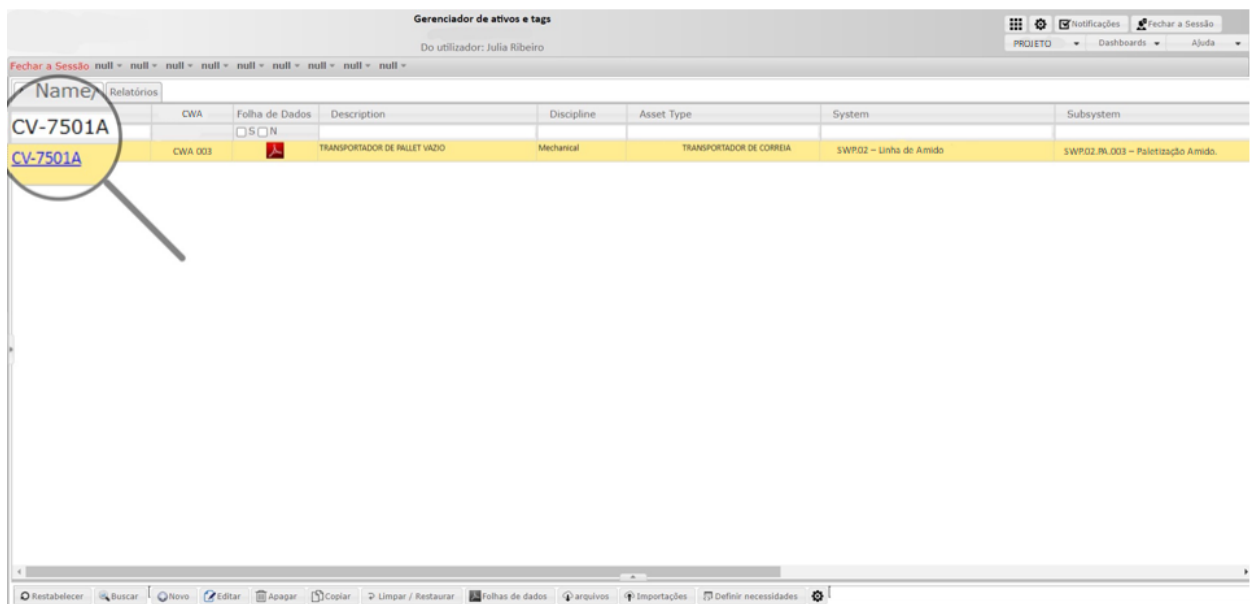 Gerenciador de ativos e tags
Notificações Fechar a Sessão
Do utilizador: Julia Ribeiro
PROJETO Dashboards Ajuda
Fechar a Sessão null null null null null null null null null
Name Relatórios
CWA Folha de Dados Description Discipline Asset Type System Subsystem
CV-7501A S N
CV-7501A CWA 003 TRANSPORTADOR DE PALLET VAZIO Mechanical TRANSPORTADOR DE CORREIA SWP.02 – Linha de Amido SWP.02.PA.003 – Paletização Amido.
Restabelecer Buscar Novo Editar Apagar Copiar Limpar / Restaurar Folhas de dados arquivos Importações Definir necessidades